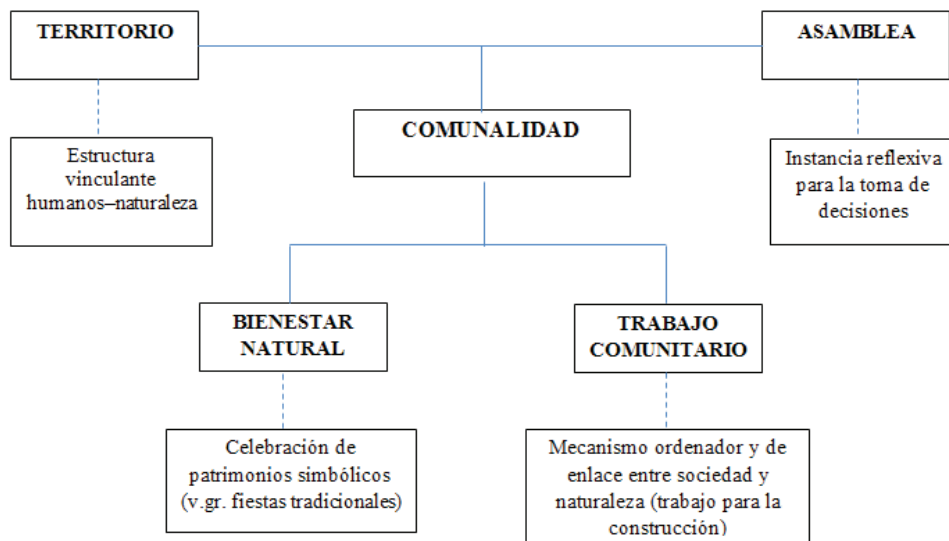 TERRITORIO
ASAMBLEA
COMUNALIDAD
Estructura
vinculante
humanos–naturaleza
Instancia reflexiva
para la toma de
decisiones
BIENESTAR
NATURAL
TRABAJO
COMUNITARIO
Celebración de
patrimonios simbólicos
(v.gr. fiestas tradicionales)
Mecanismo ordenador y de
enlace entre sociedad y
naturaleza (trabajo para la
construcción)